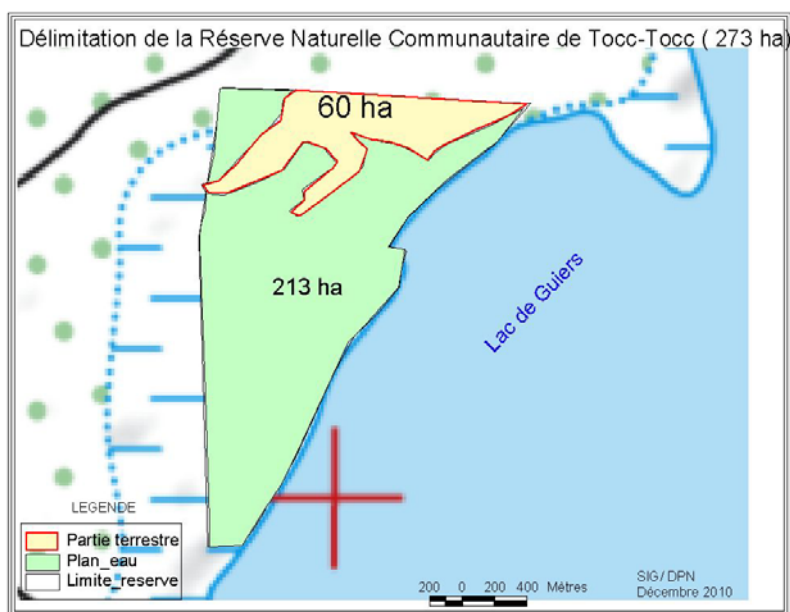 Délimitation de la Réserve Naturelle Communautaire de Tocc-Tocc ( 273 ha)
60 ha
213 ha
Lac de Guiers
LEGENDE
Partie terrestre
Plan_eau
Limite_reserve
200 0 200 400 Mètres
SIG/DPN
Décembre 2010